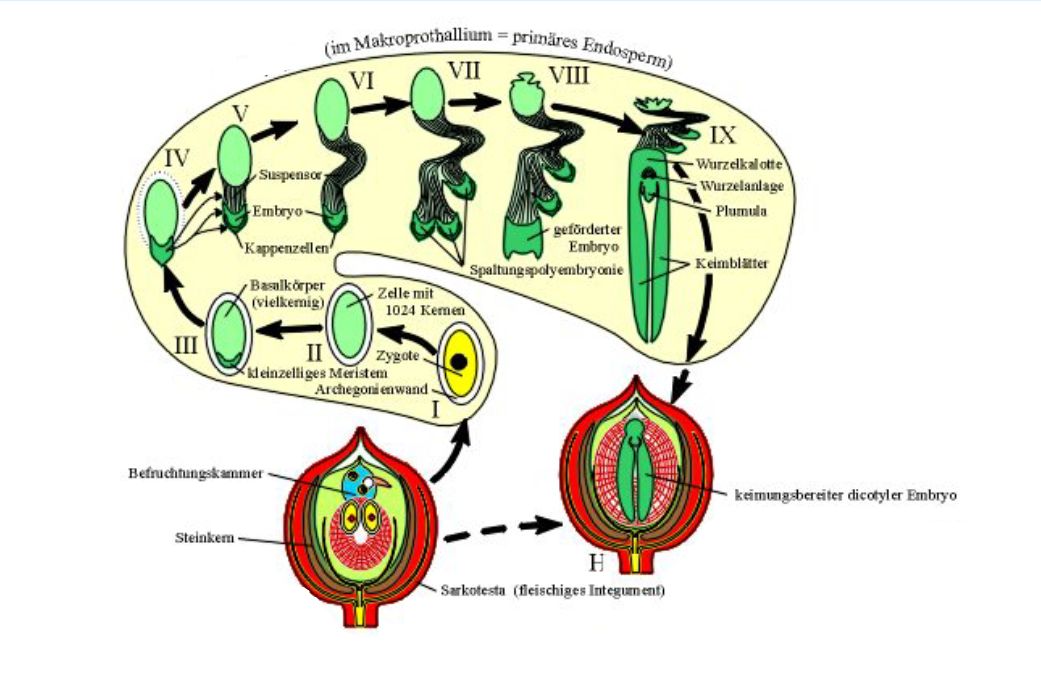 (im Makroprothallium = primäres Endosperm)
VI
VII
VIII
V
IX
IV
Wurzelkalotte
Suspensor
Wurzelanlage
Embryo
Plumula
geförderter
Embryo
Kappenzellen
Keimblätter
Spaltungspolyembryonie
Basalkörper
(vielkernig)
Zelle mit
1024 Kernen
III
II
Zygote
kleinzelliges Meristem
Archegonienwand
I
Befruchtungskammer
keimungsbereiter dicotyler Embryo
Steinkern
H
Sarkotesta (fleischiges Integument)